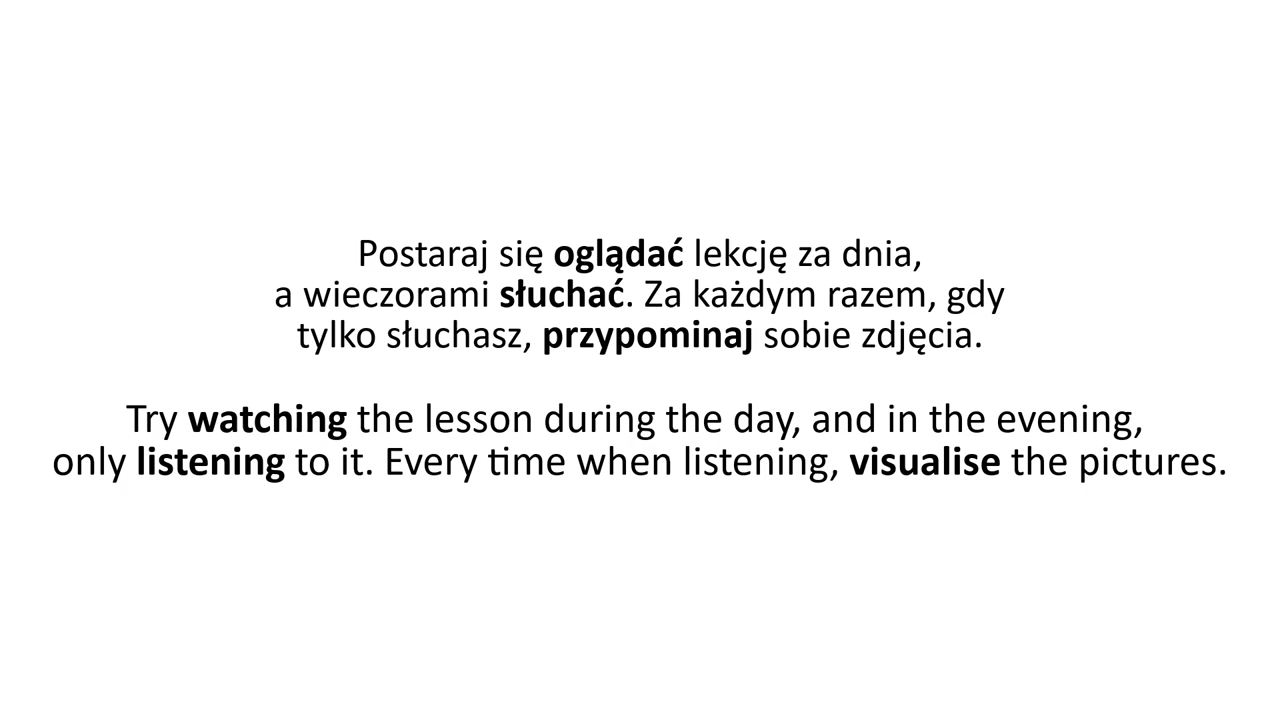 Postaraj się oglądać lekcję za dnia,
a wieczorami słuchać. Za każdym razem, gdy
tylko słuchasz, przypominaj sobie zdjęcia.
Try watching the lesson during the day, and in the evening,
only listening to it. Every time when listening, visualise the pictures.